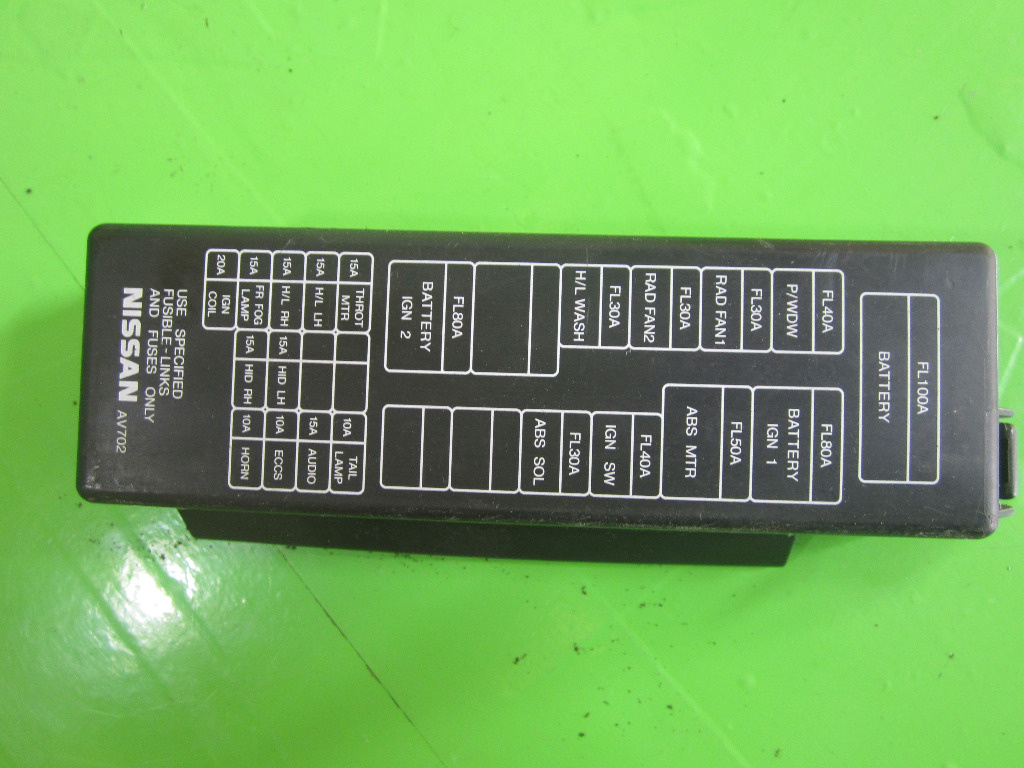 FL100A
BATTERY
FL40A
P/WDW
FL30A
RAD FAN1
FL30A
RAD FAN2
FL30A
H/L WASH
FL80A
BATTERY
IGN 1
FL50A
ABS MTR
FL40A
IGN SW
FL30A
ABS SOL
FL80A
BATTERY
IGN 2
15A THROT MTR
10A TAIL LAMP
15A H/L LH
15A AUDIO
15A H/L RH
15A HID LH
10A ECCS
15A FR FOG LAMP
15A HID RH
10A HORN
20A IGN COIL
USE SPECIFIED
FUSIBLE-LINKS
AND FUSES ONLY
NISSAN AV702